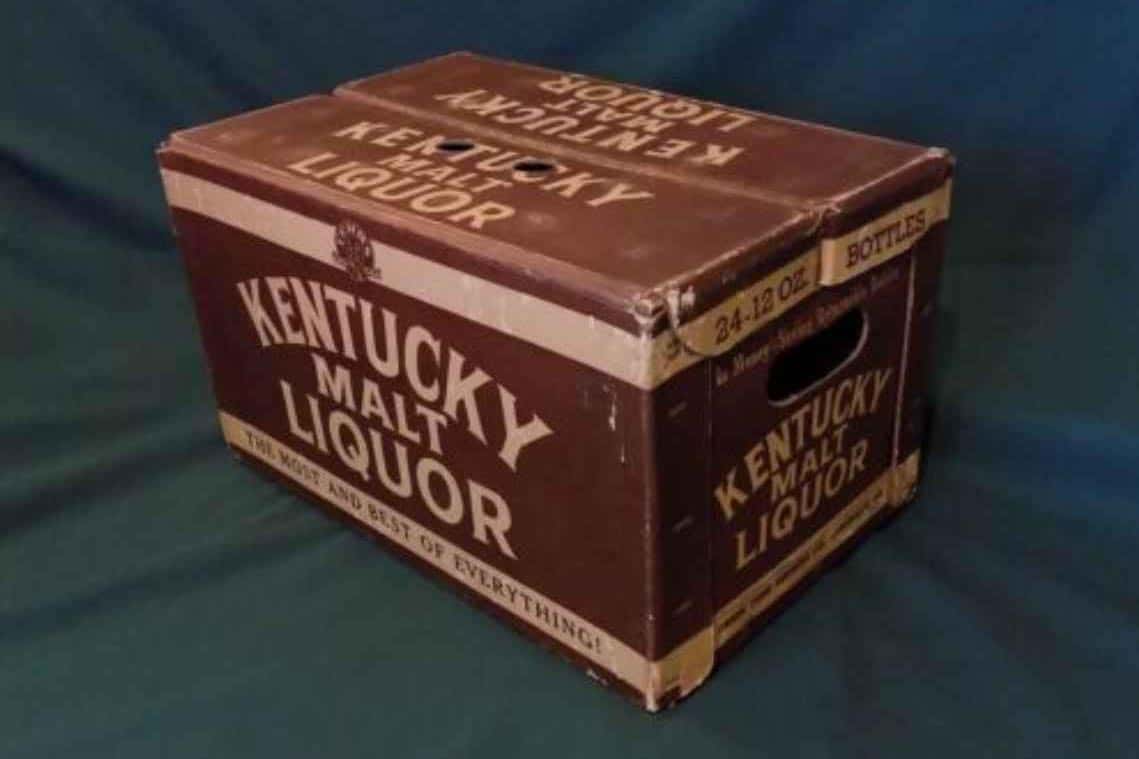 KENTUCKY
MALT
LIQUOR
KENTUCKY
MALT
LIQUOR
KENTUCKY
MALT
LIQUOR
THE MOST AND BEST OF EVERYTHING!
24-12 OZ. BOTTLES
KENTUCKY
MALT
LIQUOR